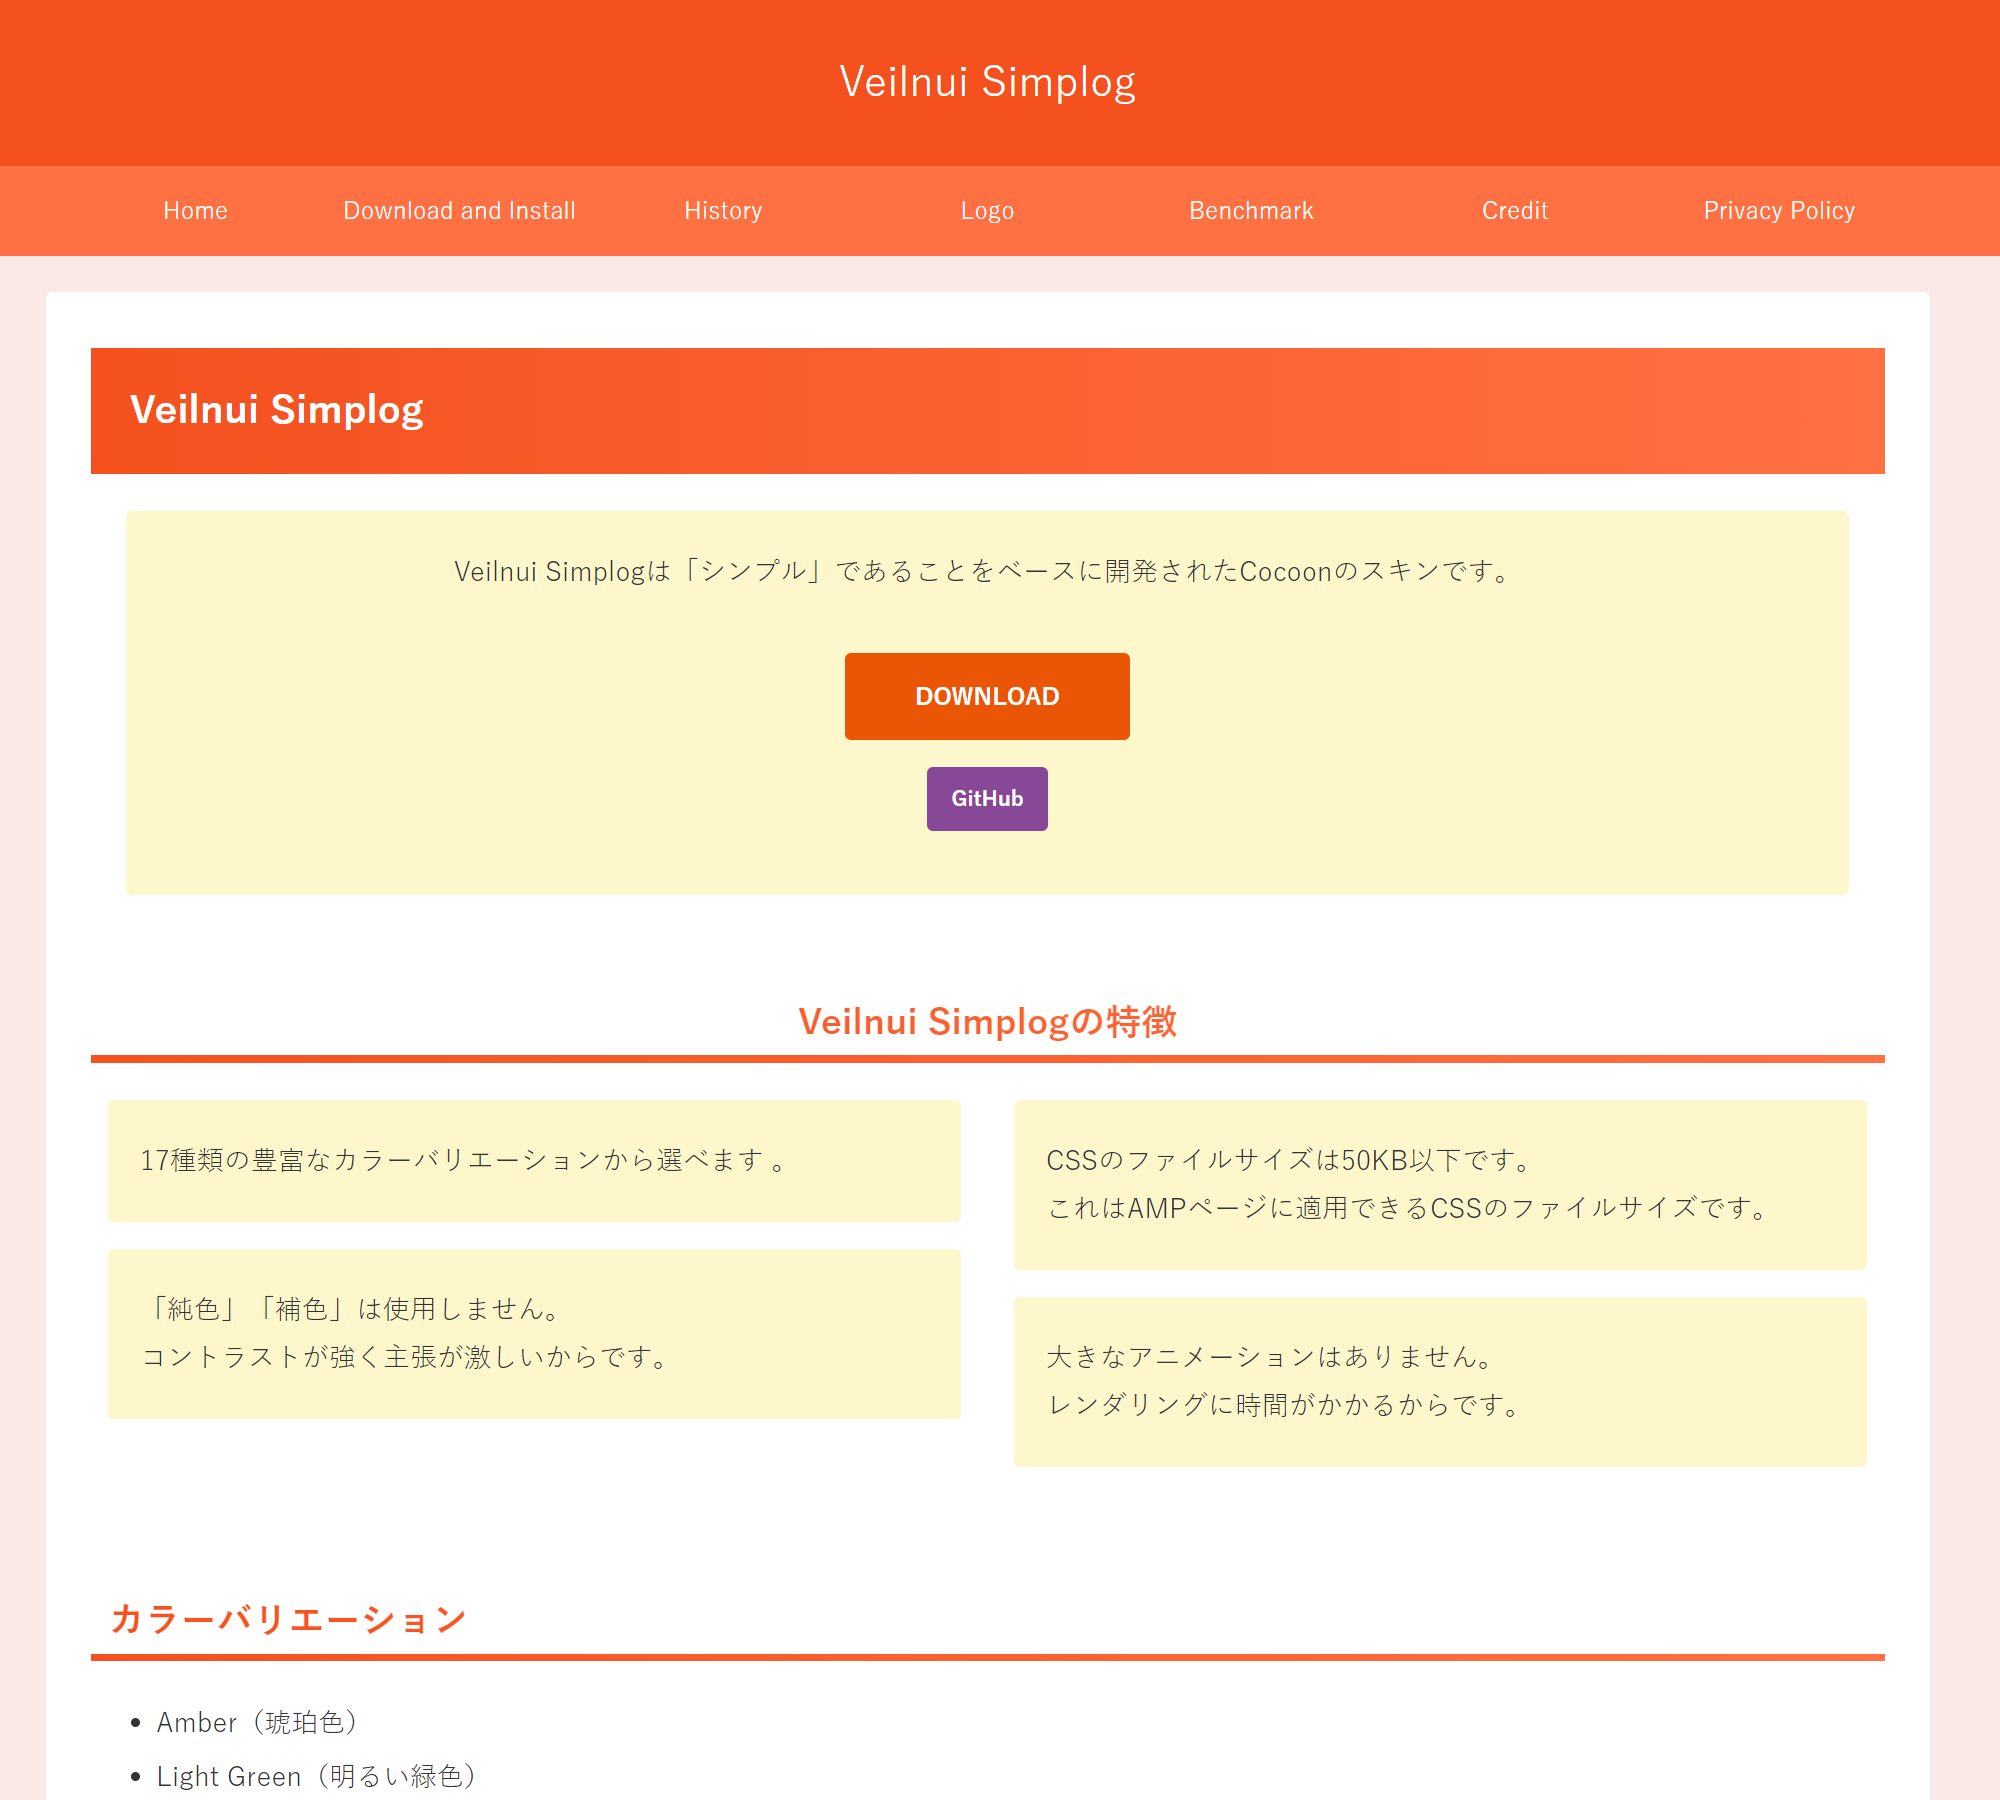 Veilnui Simplog
Home
Download and Install
History
Logo
Benchmark
Credit
Privacy Policy
Veilnui Simplog
Veilnui Simplogは「シンプル」であることをベースに開発されたCocoonのスキンです。
DOWNLOAD
GitHub
Veilnui Simplogの特徴
17種類の豊富なカラーバリエーションから選べます 。
「純色」「補色」は使用しません。
コントラストが強く主張が激しいからです。
CSSのファイルサイズは50KB以下です。
これはAMPページに適用できるCSSのファイルサイズです。
大きなアニメーションはありません。
レンダリングに時間がかかるからです。
カラーバリエーション
Amber（琥珀色）
Light Green（明るい緑色）